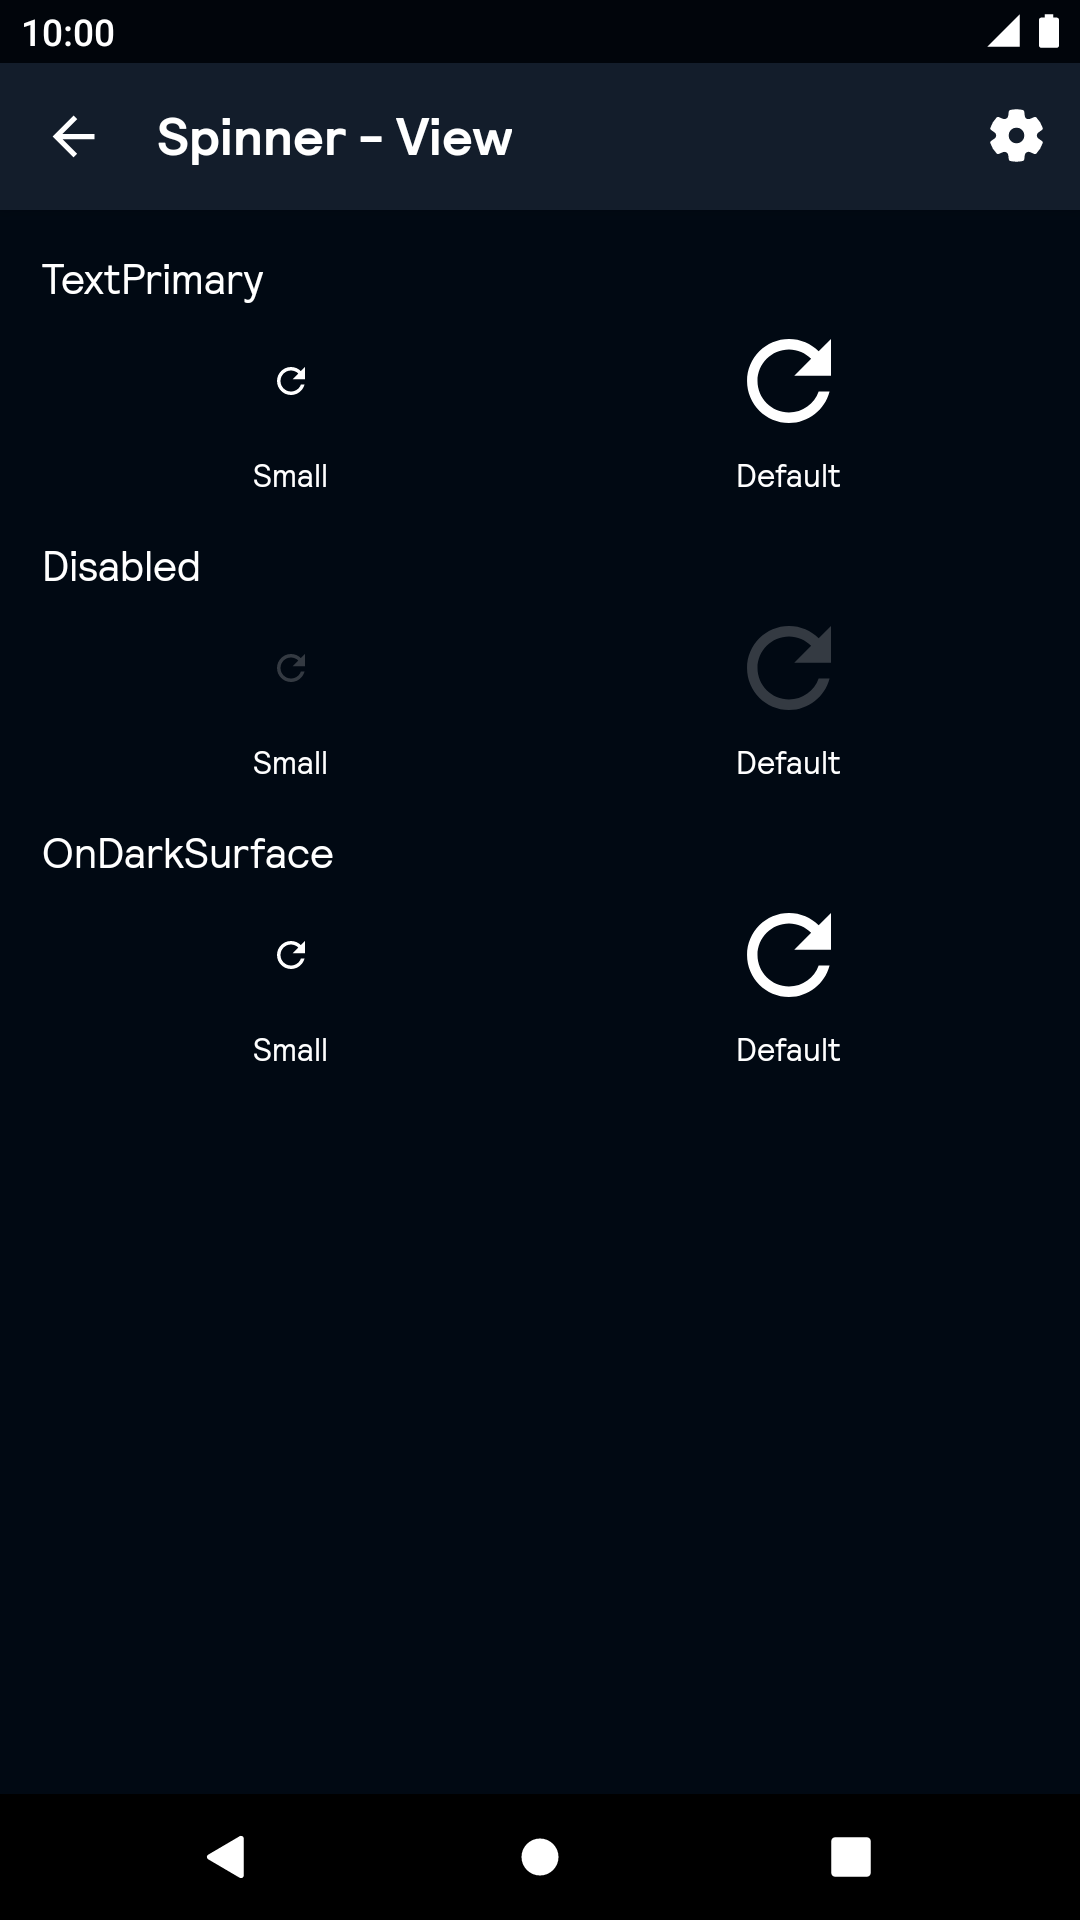 10:00
Spinner - View
TextPrimary
Small Default
Disabled
Small Default
OnDarkSurface
Small Default